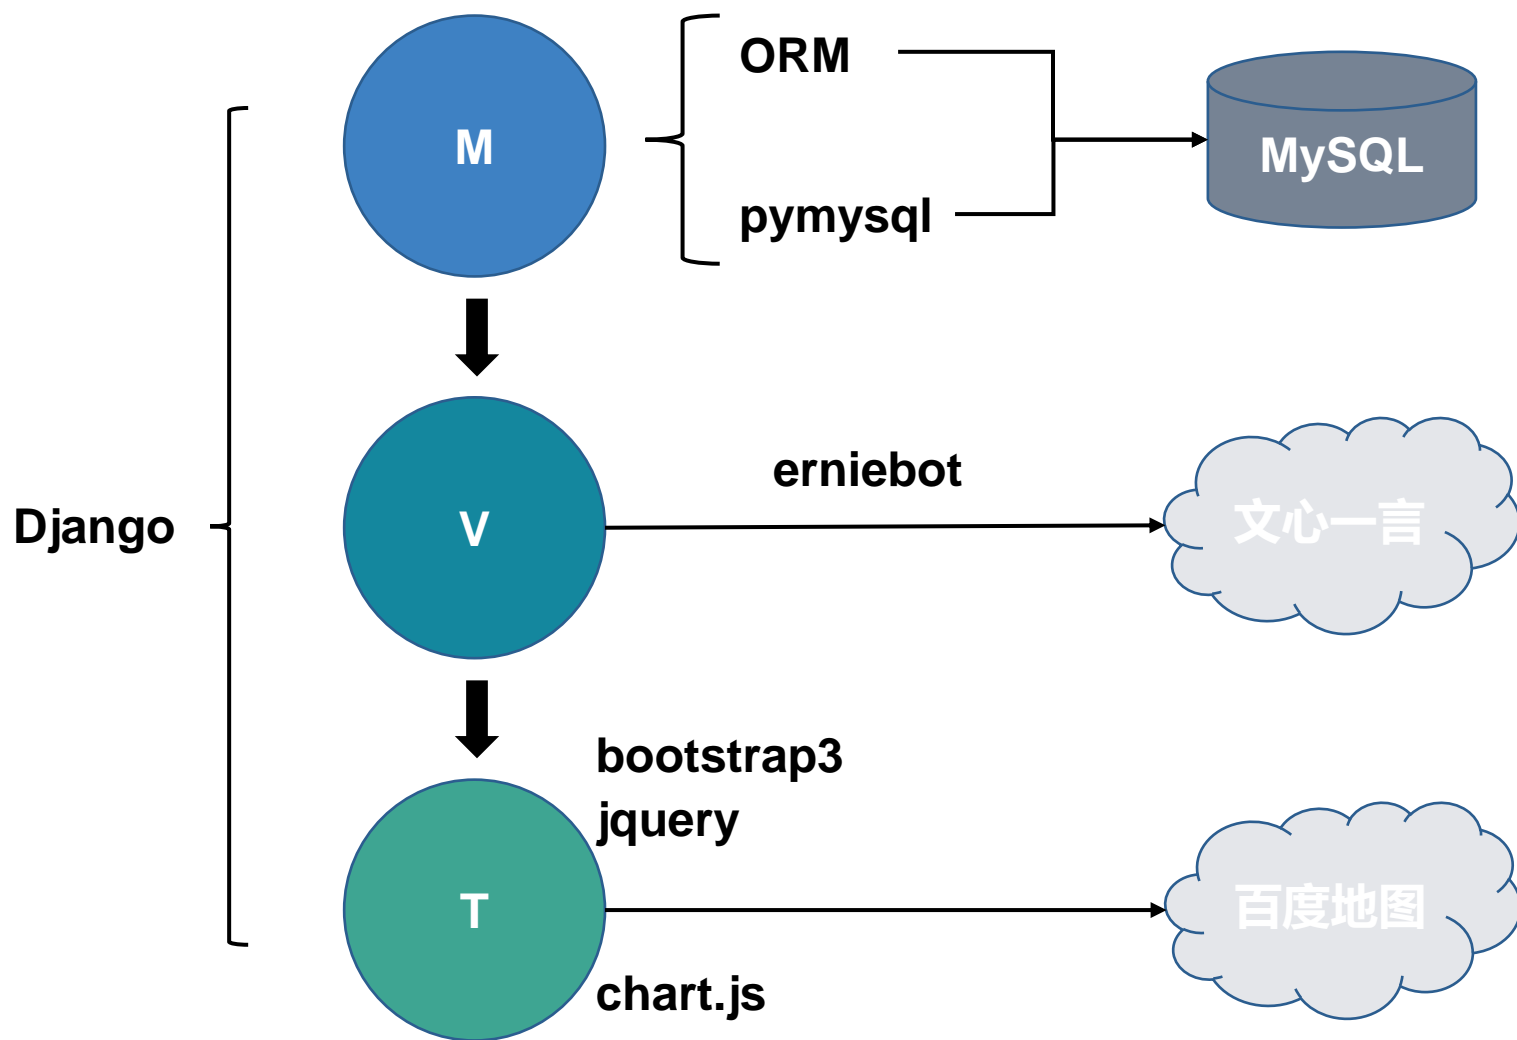 ORM
M
MySQL
pymysql
erniebot
Django
V
文心一言
bootstrap3
jquery
T
百度地图
chart.js